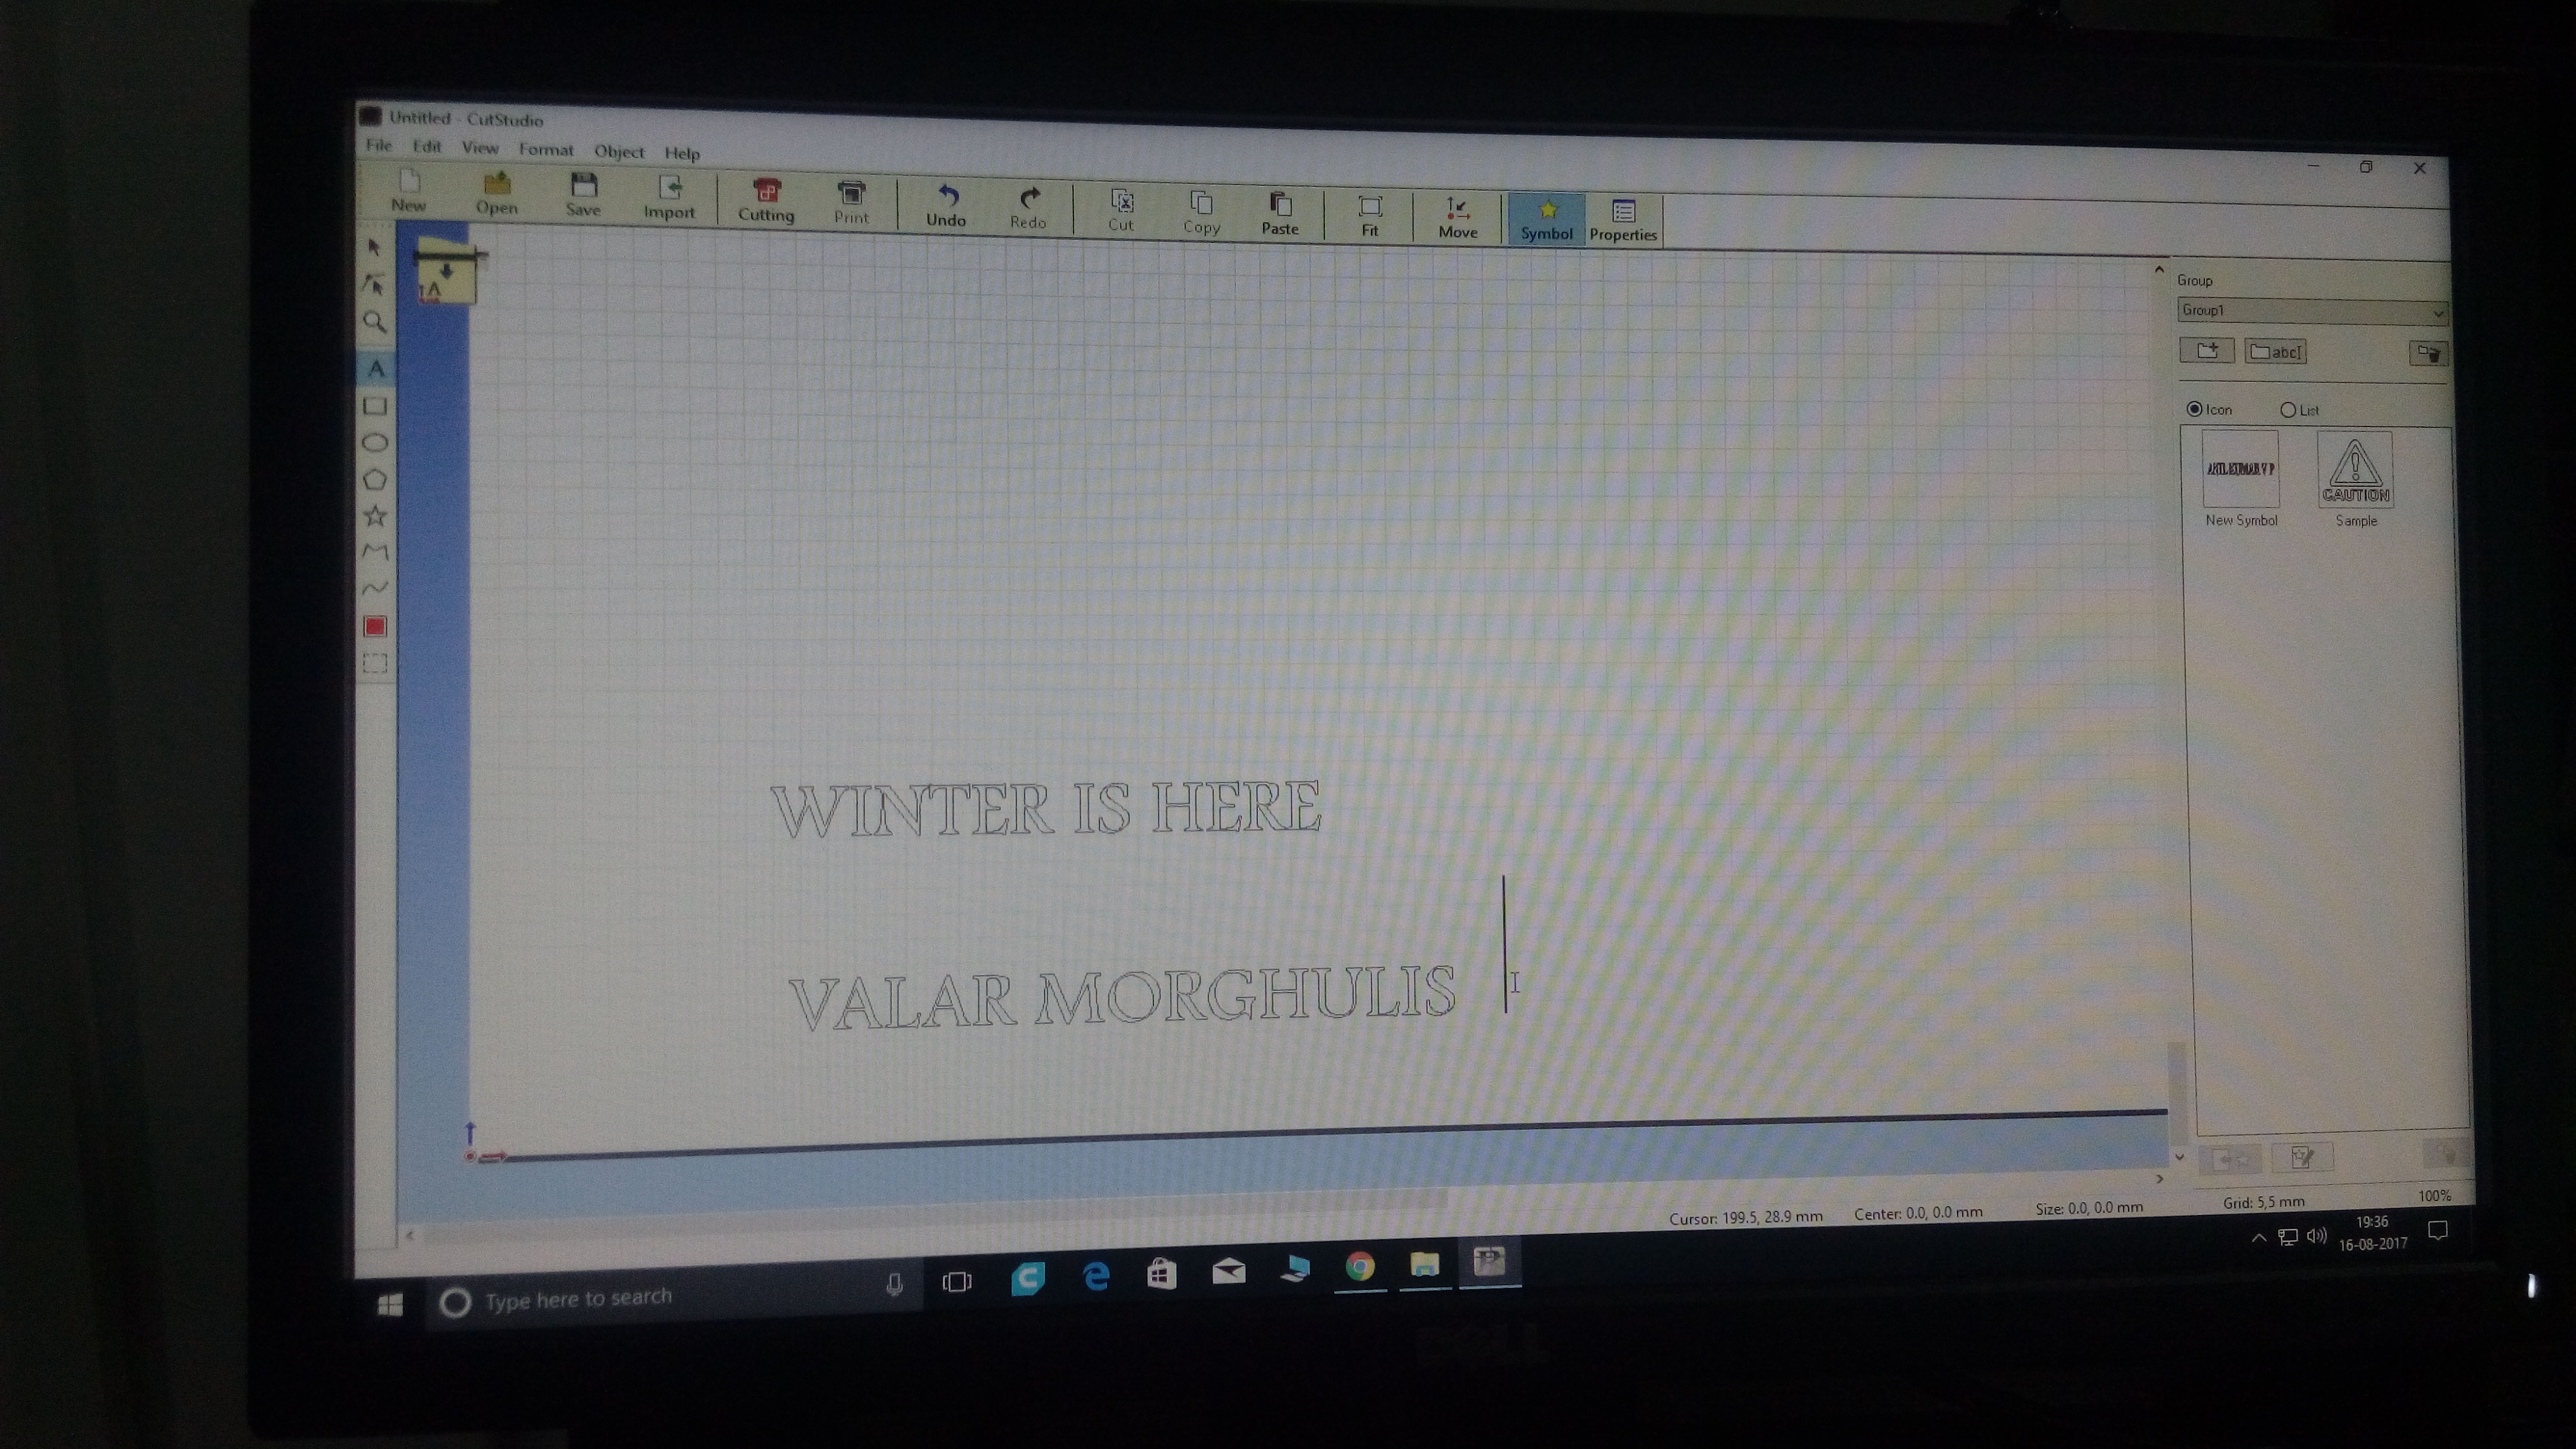 Untitled - CutStudio
File Edit View Format Object Help
New Open Save Import Cutting Print Undo Redo Cut Copy Paste Fit Move Symbol Properties
Group
Group1
abc
Icon List
CAUTION
New Symbol Sample
WINTER IS HERE
VALAR MORGHULIS
Cursor: 199.5, 28.9 mm Center: 0.0, 0.0 mm Size: 0.0, 0.0 mm Grid: 5,5 mm 100%
Type here to search
19:36
16-08-2017
DELL